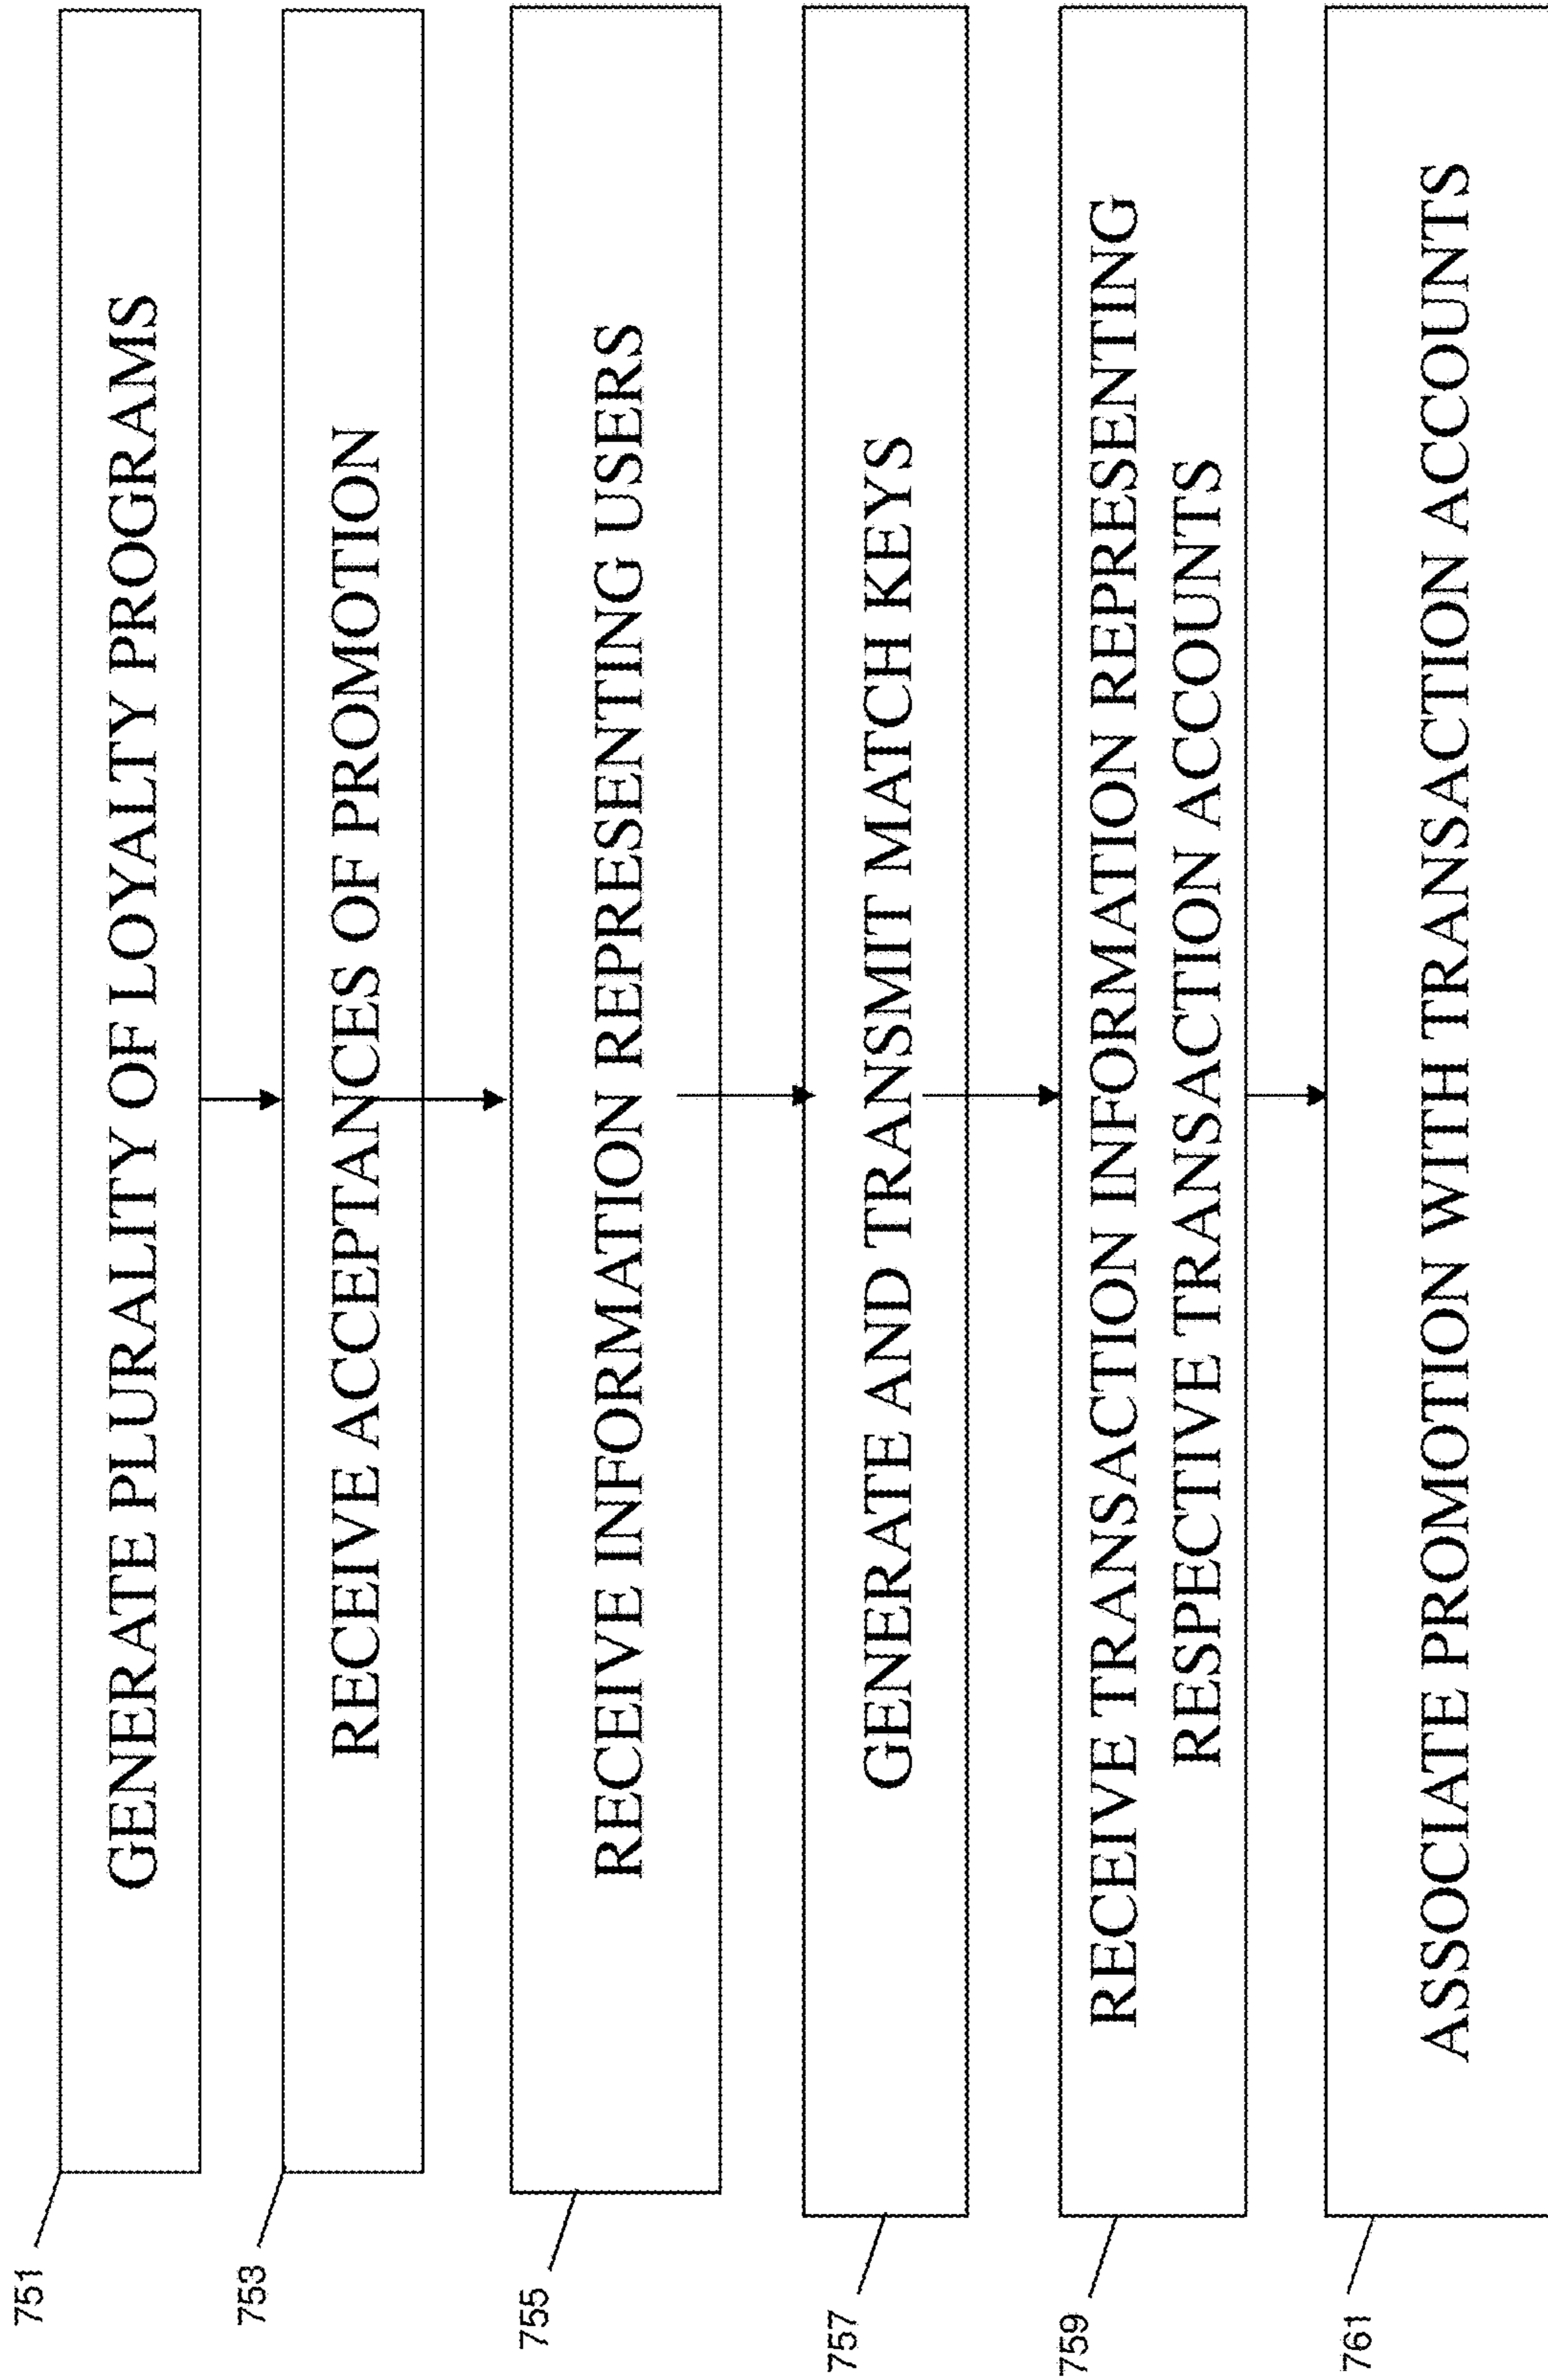 751
GENERATE PLURALITY OF LOYALTY PROGRAMS
753
RECEIVE ACCEPTANCES OF PROMOTION
755
RECEIVE INFORMATION REPRESENTING USERS
757
GENERATE AND TRANSMIT MATCH KEYS
759
RECEIVE TRANSACTION INFORMATION REPRESENTING
RESPECTIVE TRANSACTION ACCOUNTS
761
ASSOCIATE PROMOTION WITH TRANSACTION ACCOUNTS